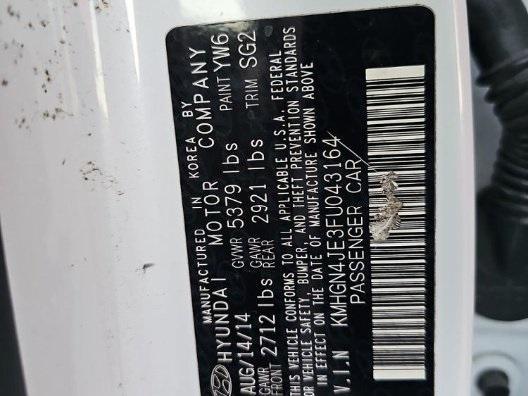 MANUFACTURED IN KOREA BY
HYUNDAI MOTOR COMPANY
AUG/14/14 GVWR 5379 lbs PAINT YW6
GAWR FRONT 2712 lbs GAWR REAR 2921 lbs TRIM SG2
THIS VEHICLE CONFORMS TO ALL APPLICABLE U.S.A. FEDERAL
MOTOR VEHICLE SAFETY, BUMPER, AND THEFT PREVENTION STANDARDS
IN EFFECT ON THE DATE OF MANUFACTURE SHOWN ABOVE
V.I.N KMHGN4JE3FU043164
PASSENGER CAR